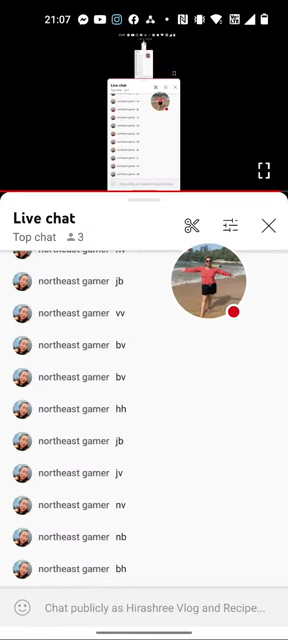 21:07
Live chat
Top chat 3
northeast gamer jb
northeast gamer vv
northeast gamer bv
northeast gamer bv
northeast gamer hh
northeast gamer jb
northeast gamer jv
northeast gamer nv
northeast gamer nb
northeast gamer bh
Chat publicly as Hirashree Vlog and Recipe...